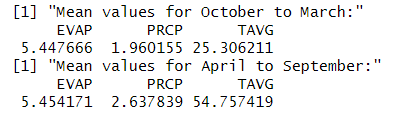 [1] "Mean values for October to March:"
EVAP PRCP TAVG
5.447666 1.960155 25.306211
[1] "Mean values for April to September:"
EVAP PRCP TAVG
5.454171 2.637839 54.757419